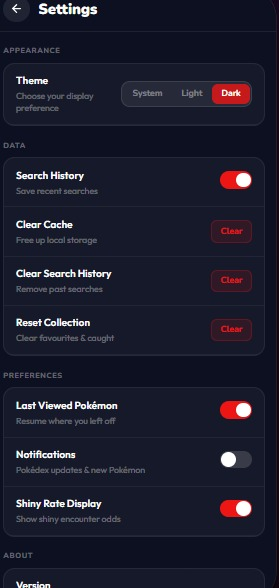 Settings
APPEARANCE
Theme
Choose your display
preference
System Light Dark
DATA
Search History
Save recent searches
Clear Cache
Free up local storage
Clear
Clear Search History
Remove past searches
Clear
Reset Collection
Clear favourites & caught
Clear
PREFERENCES
Last Viewed Pokémon
Resume where you left off
Notifications
Pokédex updates & new Pokémon
Shiny Rate Display
Show shiny encounter odds
ABOUT
Version